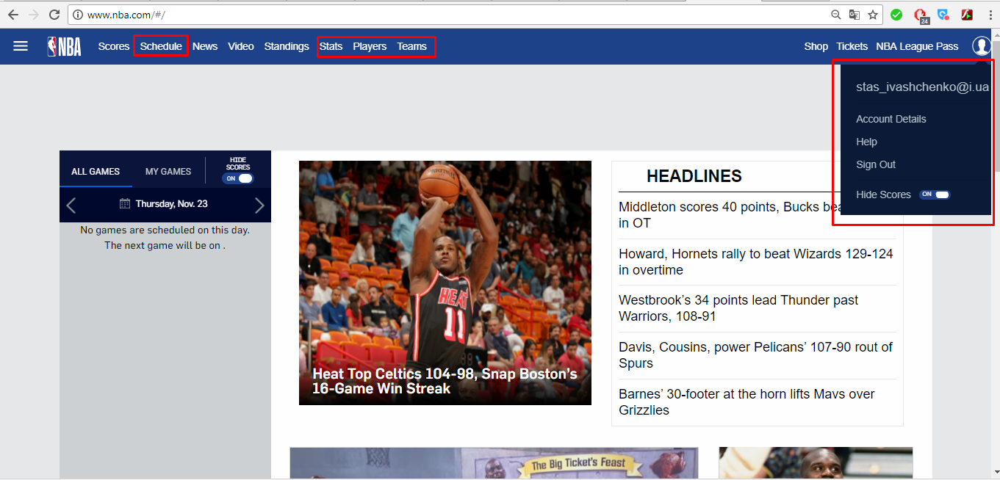 www.nba.com/#/
24
NBA
Scores
Schedule
News
Video
Standings
Stats
Players
Teams
Shop
Tickets
NBA League Pass
stas_ivashchenko@i.ua
Account Details
Help
Sign Out
Hide Scores
ON
ALL GAMES
MY GAMES
HIDE
SCORES
ON
Thursday, Nov. 23
No games are scheduled on this day.
The next game will be on .
HEAT
11
Heat Top Celtics 104-98, Snap Boston's
16-Game Win Streak
HEADLINES
Middleton scores 40 points, Bucks bea
in OT
Howard, Hornets rally to beat Wizards 129-124
in overtime
Westbrook's 34 points lead Thunder past
Warriors, 108-91
Davis, Cousins, power Pelicans' 107-90 rout of
Spurs
Barnes' 30-footer at the horn lifts Mavs over
Grizzlies
The Big Ticket's Feast